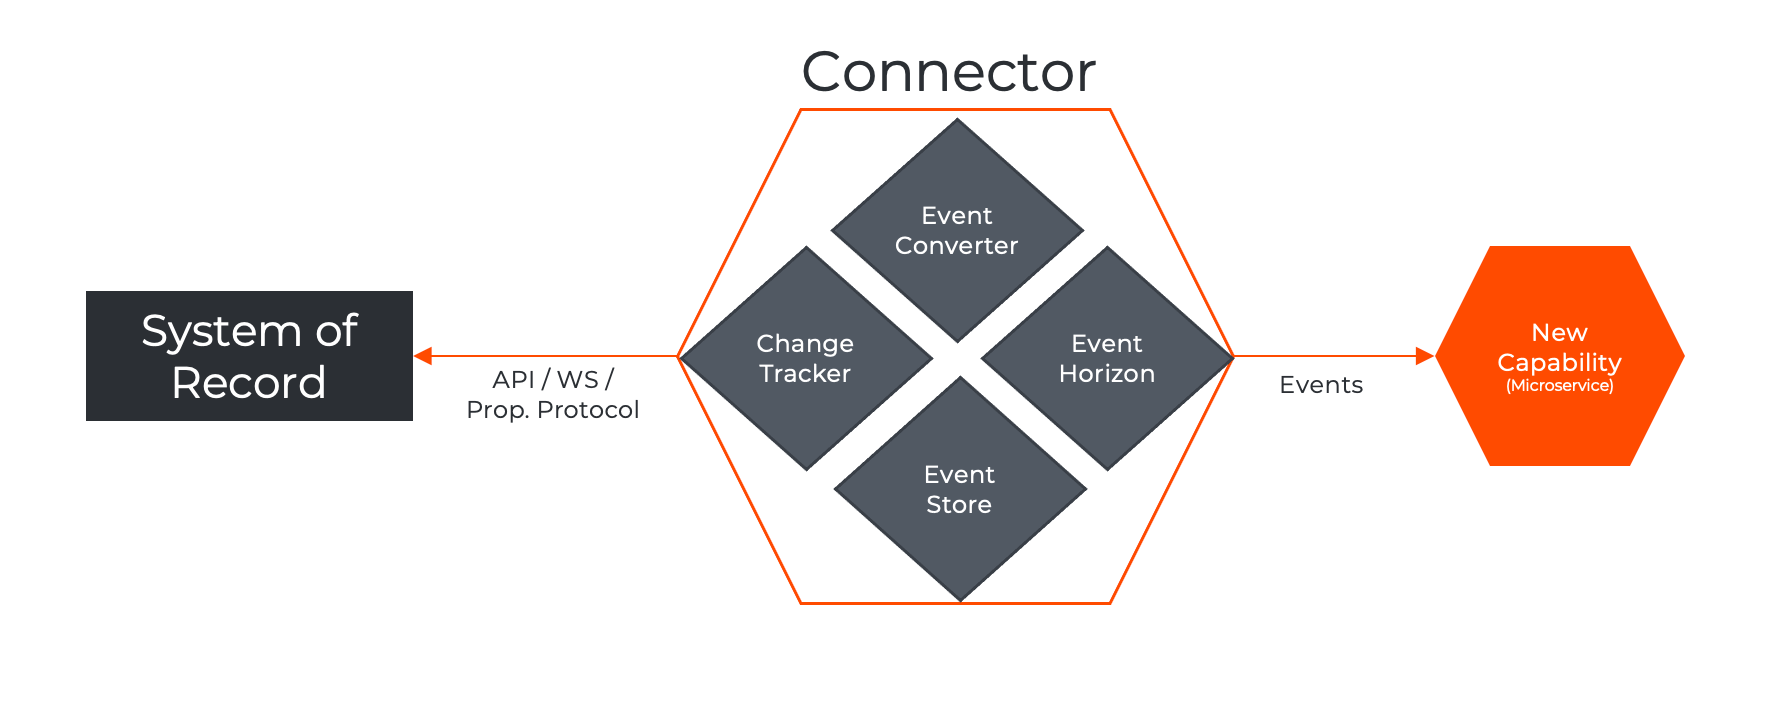 Connector
Event
Converter
Change
Tracker
Event
Horizon
Event
Store
System of
Record
API / WS /
Prop. Protocol
Events
New
Capability
(Microservice)